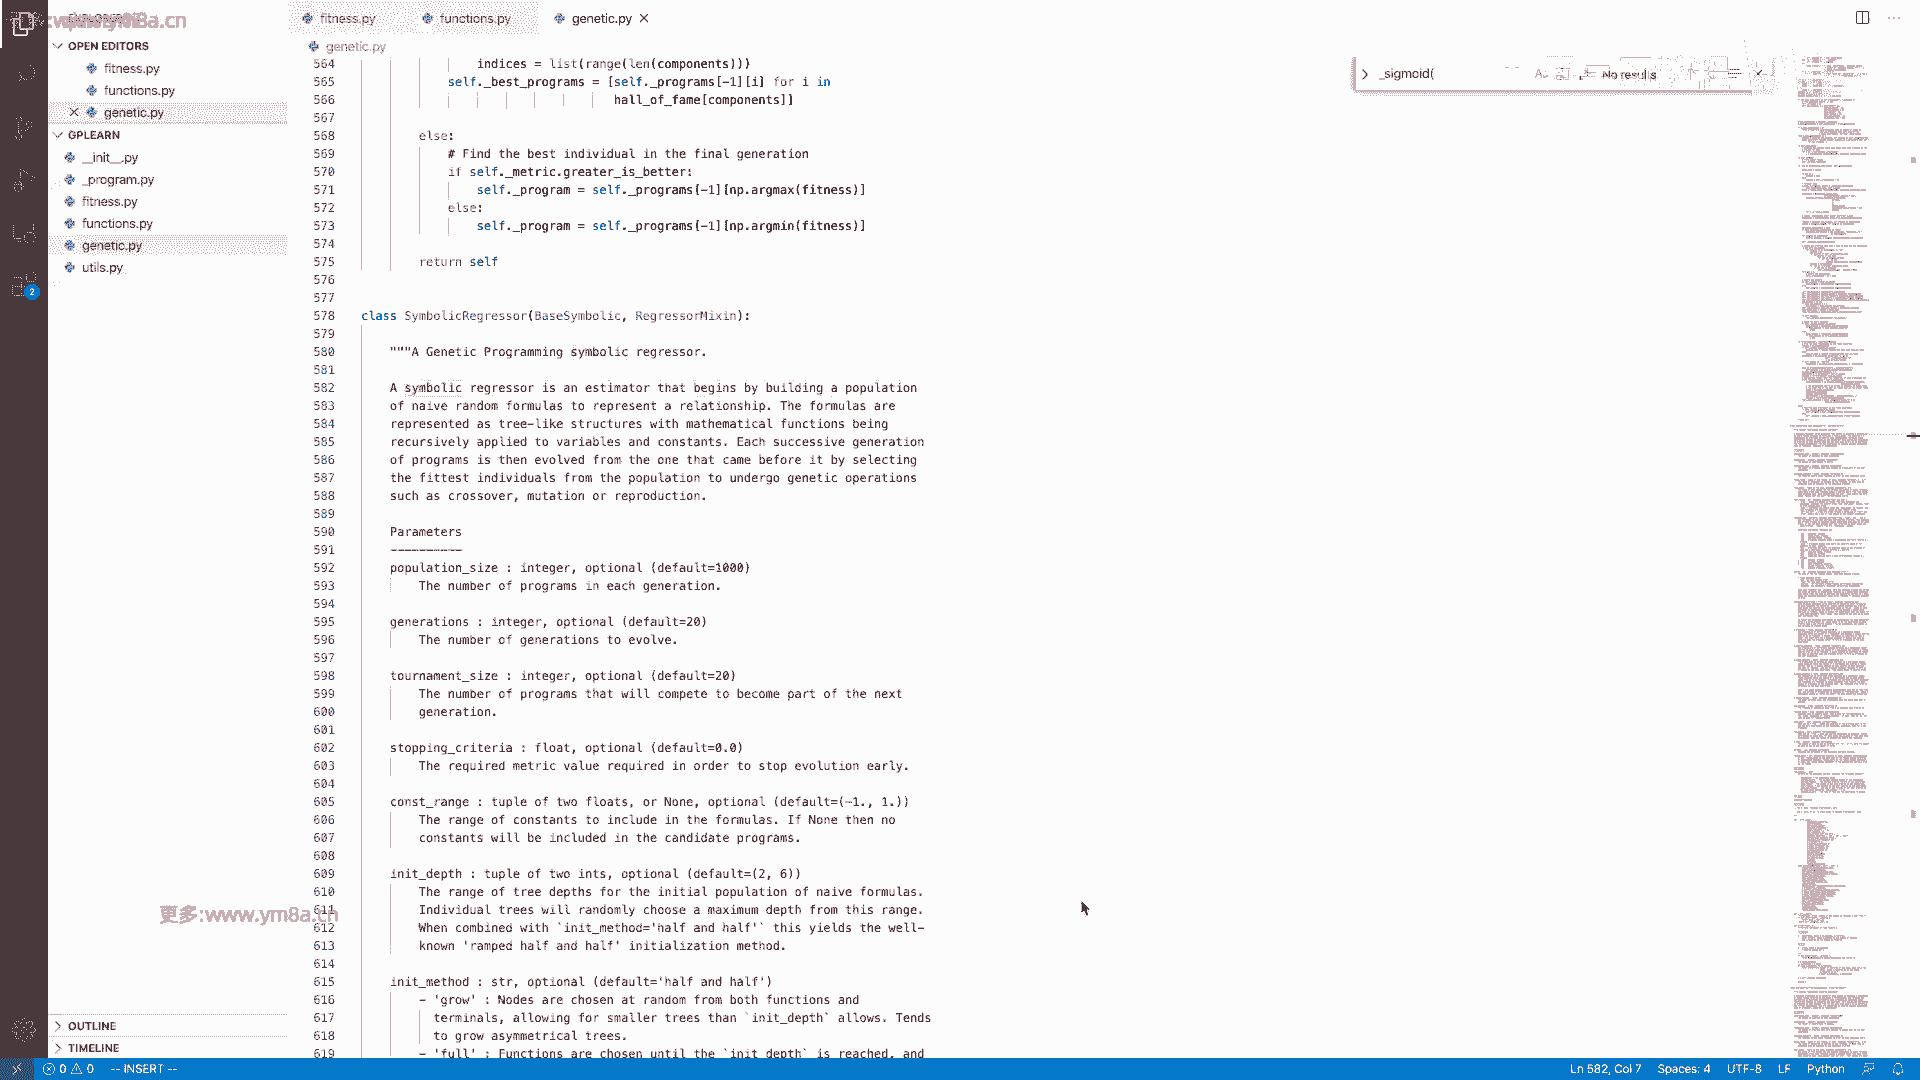 www.ym8a.cn
fitness.py
functions.py
genetic.py
OPEN EDITORS
fitness.py
functions.py
genetic.py
GPLEARN
__init__.py
_program.py
fitness.py
functions.py
genetic.py
utils.py
OUTLINE
TIMELINE
genetic.py
_sigmoid(
No results
564 indices = list(range(len(components)))
565 self._best_programs = [self._programs[-1][i] for i in
566 hall_of_fame[components]]
567
568 else:
569 # Find the best individual in the final generation
570 if self._metric.greater_is_better:
571 self._program = self._programs[-1][np.argmax(fitness)]
572 else:
573 self._program = self._programs[-1][np.argmin(fitness)]
574
575 return self
576
577
578 class SymbolicRegressor(BaseSymbolic, RegressorMixin):
579
580 """A Genetic Programming symbolic regressor.
581
582 A symbolic regressor is an estimator that begins by building a population
583 of naive random formulas to represent a relationship. The formulas are
584 represented as tree-like structures with mathematical functions being
585 recursively applied to variables and constants. Each successive generation
586 of programs is then evolved from the one that came before it by selecting
587 the fittest individuals from the population to undergo genetic operations
588 such as crossover, mutation or reproduction.
589
590 Parameters
591 ----------
592 population_size : integer, optional (default=1000)
593 The number of programs in each generation.
594
595 generations : integer, optional (default=20)
596 The number of generations to evolve.
597
598 tournament_size : integer, optional (default=20)
599 The number of programs that will compete to become part of the next
600 generation.
601
602 stopping_criteria : float, optional (default=0.0)
603 The required metric value required in order to stop evolution early.
604
605 const_range : tuple of two floats, or None, optional (default=(-1., 1.))
606 The range of constants to include in the formulas. If None then no
607 constants will be included in the candidate programs.
608
609 init_depth : tuple of two ints, optional (default=(2, 6))
610 The range of tree depths for the initial population of naive formulas.
611 Individual trees will randomly choose a maximum depth from this range.
612 When combined with `init_method='half and half'` this yields the well-
613 known 'ramped half and half' initialization method.
614
615 init_method : str, optional (default='half and half')
616 - 'grow' : Nodes are chosen at random from both functions and
617 terminals, allowing for smaller trees than `init_depth` allows. Tends
618 to grow asymmetrical trees.
619 - 'full' : Functions are chosen until the `init_depth` is reached, and
更多:www.ym8a.cn
2
0 0
-- INSERT --
Ln 582, Col 7
Spaces: 4
UTF-8
LF
Python